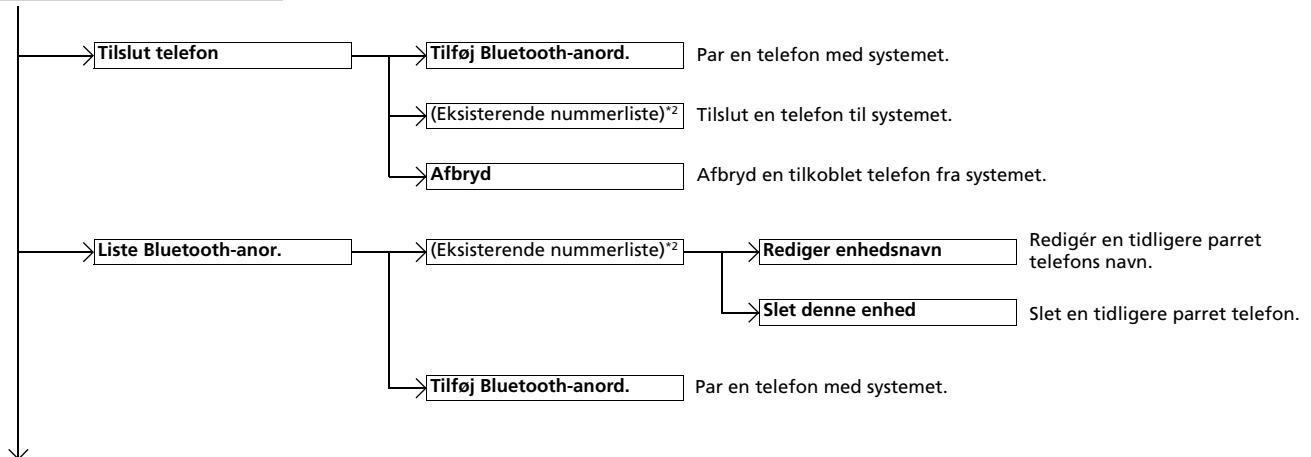 Tilslut telefon
Tilføj Bluetooth-anord.
Par en telefon med systemet.
(Eksisterende nummerliste)*2
Tilslut en telefon til systemet.
Afbryd
Afbryd en tilkoblet telefon fra systemet.
Liste Bluetooth-anor.
(Eksisterende nummerliste)*2
Rediger enhedsnavn
Redigér en tidligere parret
telefons navn.
Slet denne enhed
Slet en tidligere parret telefon.
Tilføj Bluetooth-anord.
Par en telefon med systemet.